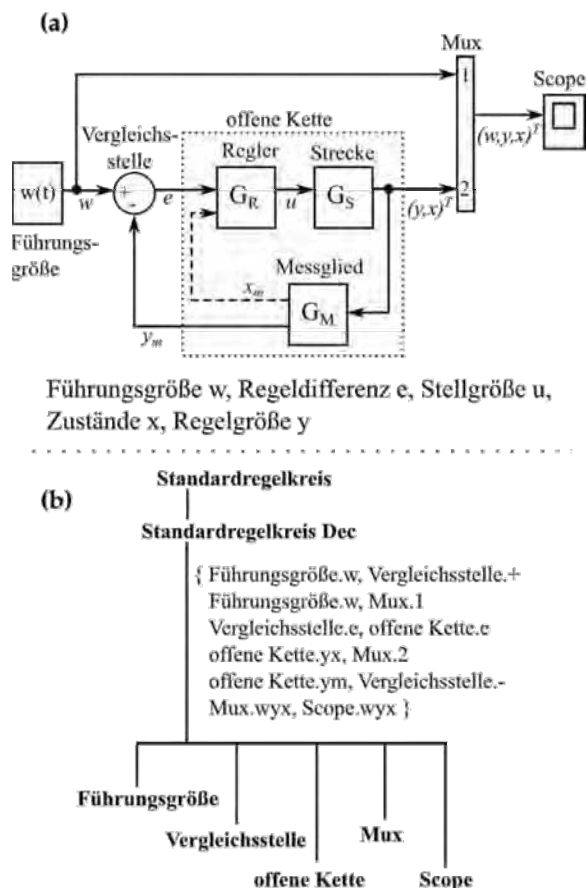 (a)
Mux
Scope
offene Kette
Vergleichs-
stelle
Regler
Strecke
1
w(t)
w
+
-
e
G_R
u
G_S
2
(y,x)^T
(w,y,x)^T
Führungs-
größe
Messglied
x_m
G_M
y_m
Führungsgröße w, Regeldifferenz e, Stellgröße u,
Zustände x, Regelgröße y
(b)
Standardregelkreis
Standardregelkreis Dec
{ Führungsgröße.w, Vergleichsstelle.+
Führungsgröße.w, Mux.1
Vergleichsstelle.e, offene Kette.e
offene Kette.yx, Mux.2
offene Kette.ym, Vergleichsstelle.-
Mux.wyx, Scope.wyx }
Führungsgröße
Vergleichsstelle
offene Kette
Mux
Scope